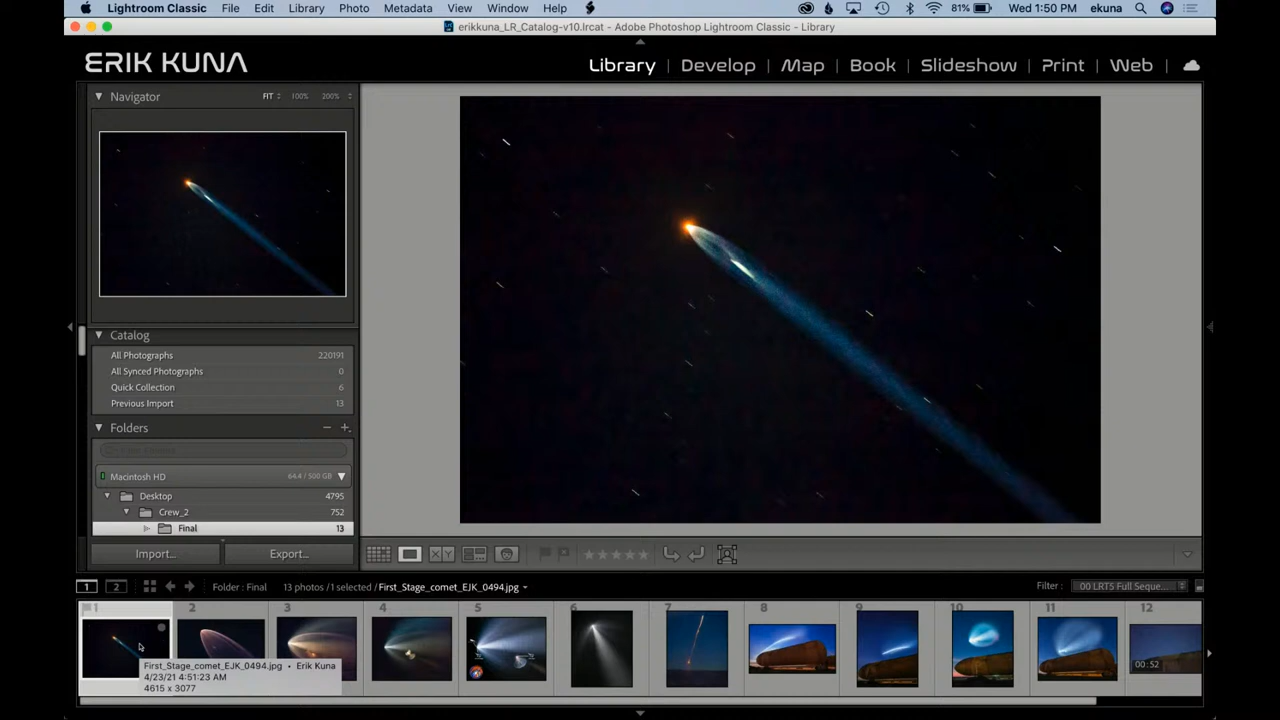 Lightroom Classic File Edit Library Photo Metadata View Window Help 81% Wed 1:50 PM ekuna
erikkuna_LR_Catalog-v10.lrcat - Adobe Photoshop Lightroom Classic - Library
ERIK KUNA Library | Develop | Map | Book | Slideshow | Print | Web
Navigator FIT 100% 200%
Catalog
All Photographs 220191
All Synced Photographs 0
Quick Collection 6
Previous Import 13
Folders
Macintosh HD 64.4 / 500 GB
Desktop 4795
Crew_2 752
Final 13
Import... Export...
XY
1 2 Folder : Final 13 photos / 1 selected / First_Stage_comet_EJK_0494.jpg Filter : 00 LRT5 Full Seque...
1 2 3 4 5 6 7 8 9 10 11 12
00:52
First_Stage_comet_EJK_0494.jpg • Erik Kuna
4/23/21 4:51:23 AM
4615 x 3077